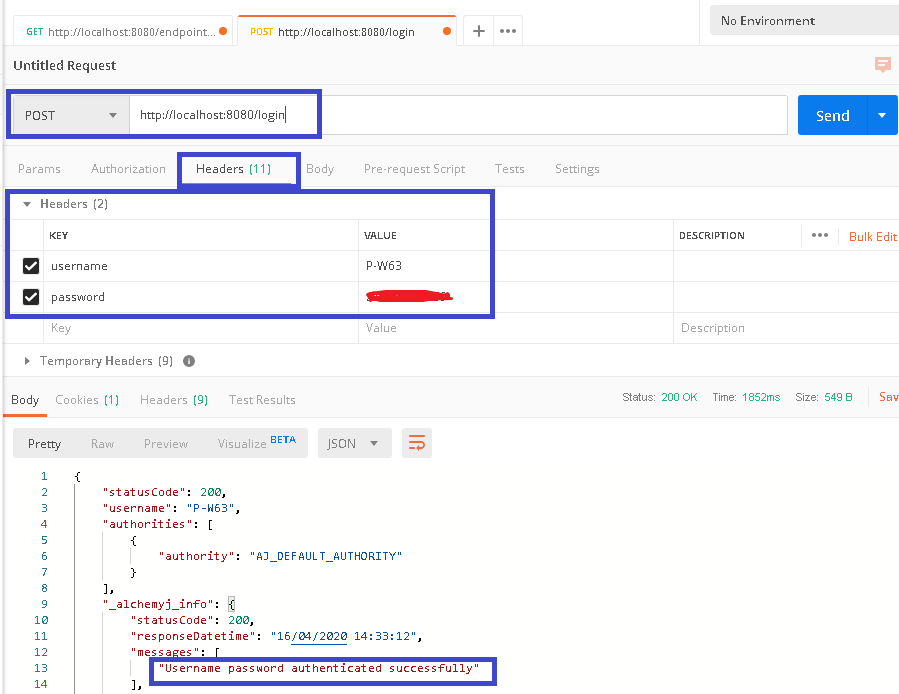 GET http://localhost:8080/endpoint... POST http://localhost:8080/login + ••• No Environment
Untitled Request
POST http://localhost:8080/login Send
Params Authorization Headers (11) Body Pre-request Script Tests Settings
Headers (2)
KEY VALUE DESCRIPTION ••• Bulk Edit
username P-W63
password
Key Value Description
Temporary Headers (9) i
Body Cookies (1) Headers (9) Test Results Status: 200 OK Time: 1852ms Size: 549 B Sav
Pretty Raw Preview Visualize BETA JSON
1 {
2 "statusCode": 200,
3 "username": "P-W63",
4 "authorities": [
5 {
6 "authority": "AJ_DEFAULT_AUTHORITY"
7 }
8 ],
9 "_alchemyj_info": {
10 "statusCode": 200,
11 "responseDatetime": "16/04/2020 14:33:12",
12 "messages": [
13 "Username password authenticated successfully"
14 ],